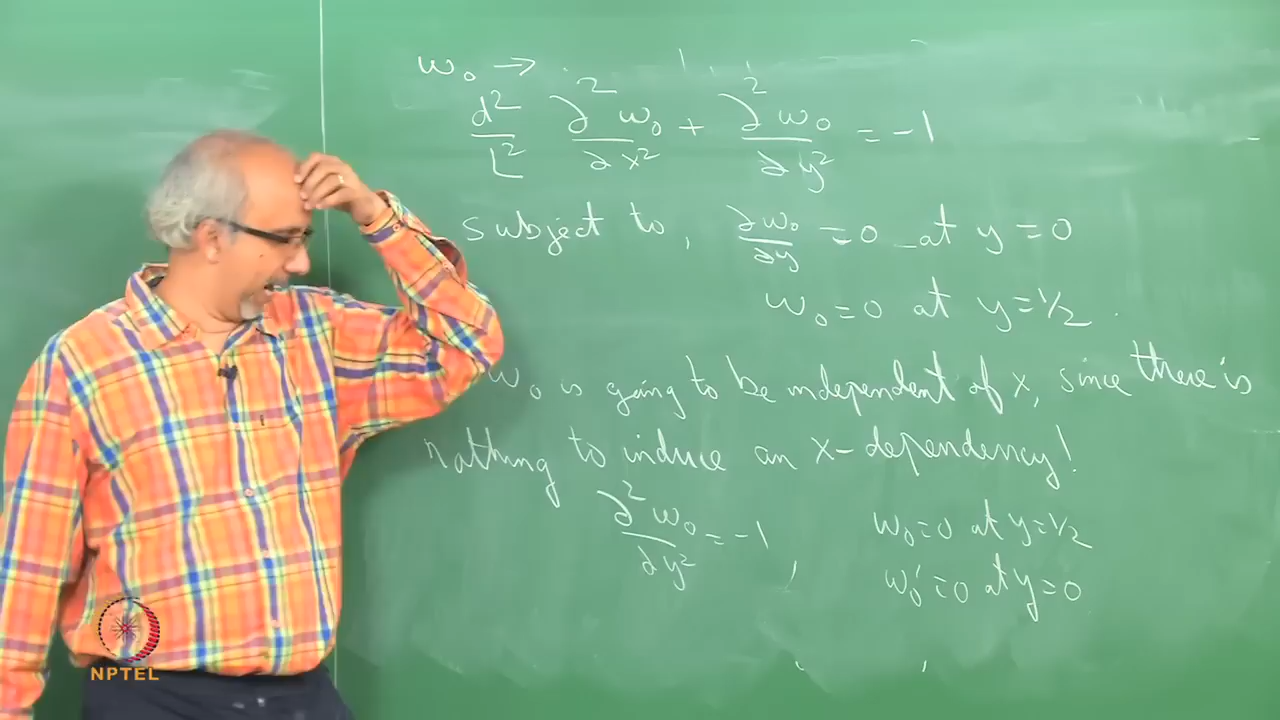 w₀ →
d²/L² ∂²w₀/∂x² + ∂²w₀/∂y² = -1
subject to, ∂w₀/∂y = 0 at y = 0
w₀ = 0 at y = 1/2 .
w₀ is going to be independent of x, since there is
nothing to induce an x-dependency!
∂²w₀/∂y² = -1 , w₀ = 0 at y = 1/2
w₀' = 0 at y = 0
NPTEL